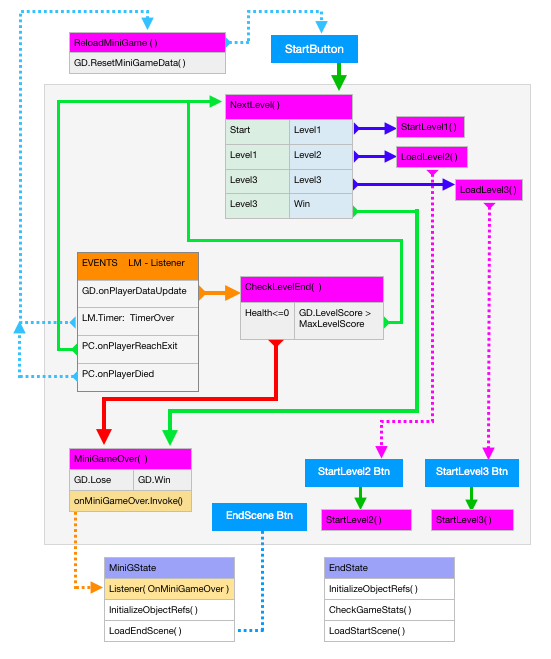 ReloadMiniGame ( )
GD.ResetMiniGameData( )
StartButton
NextLevel( )
Start Level1
Level1 Level2
Level3 Level3
Level3 Win
StartLevel1( )
LoadLevel2( )
LoadLevel3( )
EVENTS LM - Listener
GD.onPlayerDataUpdate
LM.Timer: TimerOver
PC.onPlayerReachExit
PC.onPlayerDied
CheckLevelEnd( )
Health<=0 GD.LevelScore >
MaxLevelScore
MiniGameOver( )
GD.Lose GD.Win
onMiniGameOver.Invoke()
StartLevel2 Btn
StartLevel3 Btn
EndScene Btn
StartLevel2( )
StartLevel3( )
MiniGState
Listener( OnMiniGameOver )
InitializeObjectRefs( )
LoadEndScene( )
EndState
InitializeObjectRefs( )
CheckGameStats( )
LoadStartScene( )